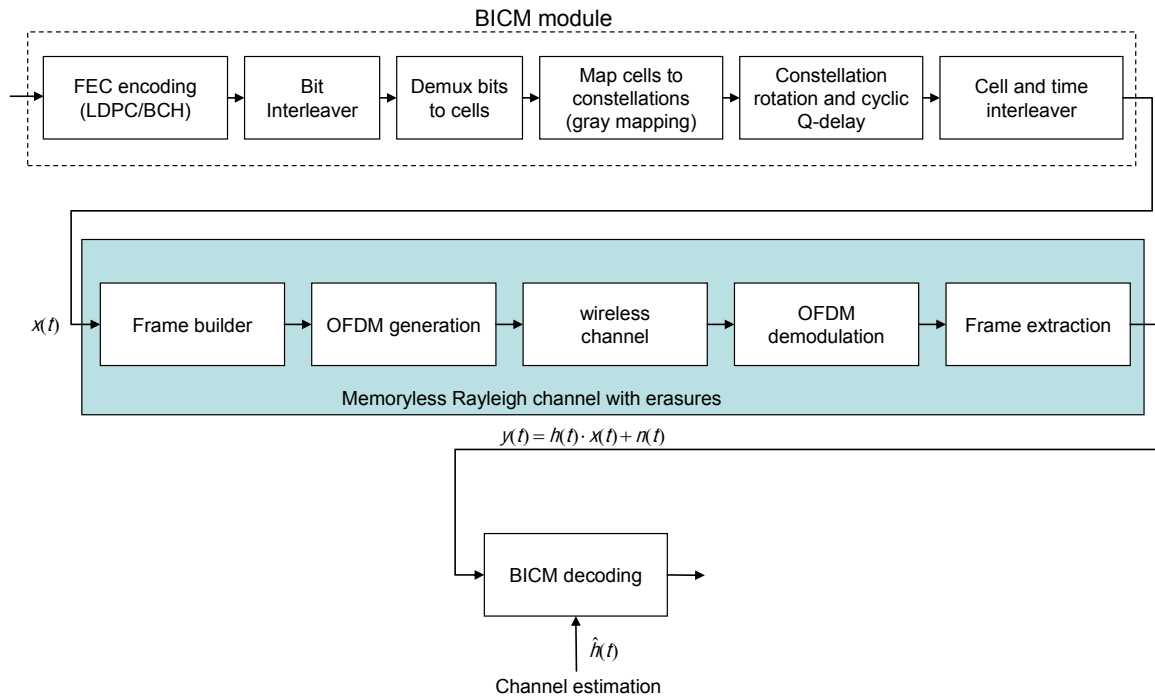 BICM module
FEC encoding
(LDPC/BCH)
Bit
Interleaver
Demux bits
to cells
Map cells to
constellations
(gray mapping)
Constellation
rotation and cyclic
Q-delay
Cell and time
interleaver
x(t)
Frame builder
OFDM generation
wireless
channel
OFDM
demodulation
Frame extraction
Memoryless Rayleigh channel with erasures
y(t) = h(t) · x(t) + n(t)
BICM decoding
ĥ(t)
Channel estimation